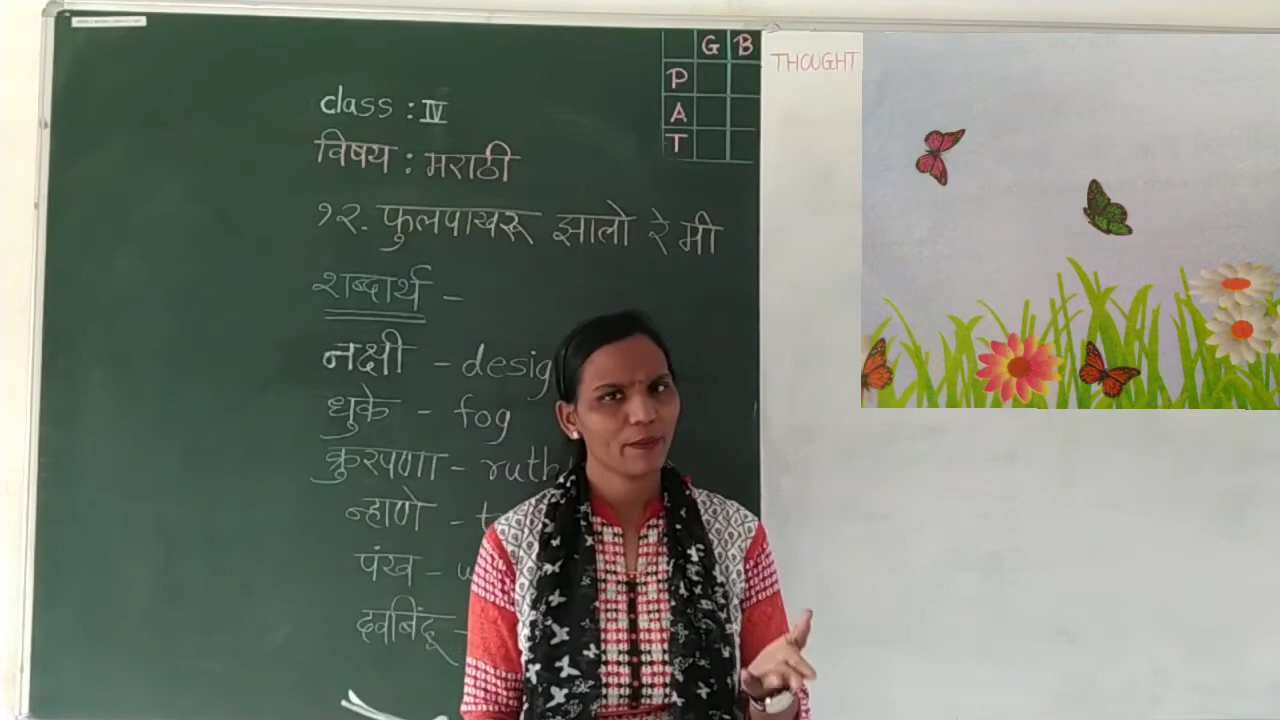 class : IV
विषय : मराठी
१२. फुलपाखरू झालो रे मी
शब्दार्थ -
नक्षी - desig
धुके - fog
क्रुरपणा - ruth
न्हाणे - t
पंख - w
दवबिंदू -
G B
P
A
T
THOUGHT